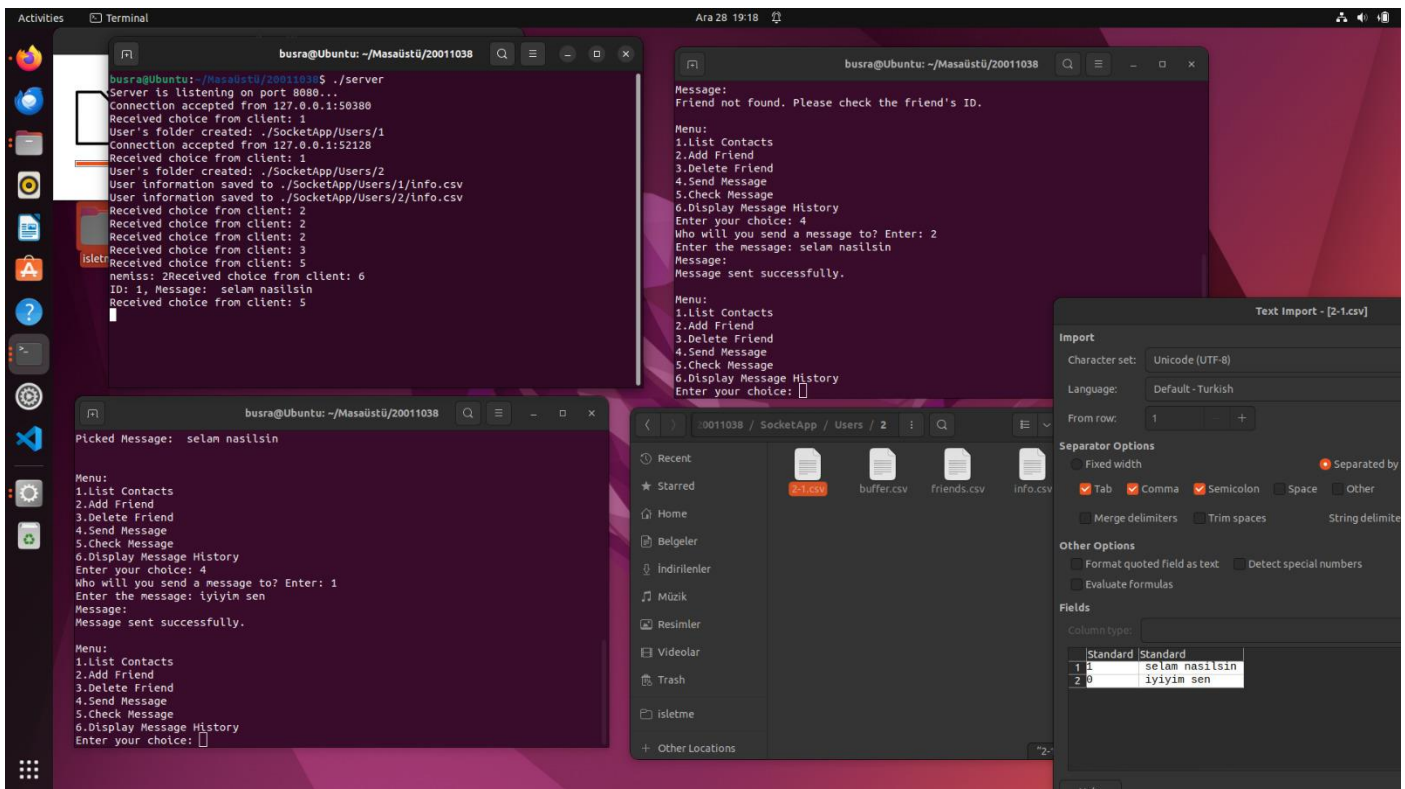 Activities
Terminal
Ara 28 19:18
busra@Ubuntu: ~/Masaüstü/20011038
busra@Ubuntu:~/Masaüstü/20011038$ ./server
Server is listening on port 8080...
Connection accepted from 127.0.0.1:50380
Received choice from client: 1
User's folder created: ./SocketApp/Users/1
Connection accepted from 127.0.0.1:52128
Received choice from client: 1
User's folder created: ./SocketApp/Users/2
User information saved to ./SocketApp/Users/1/info.csv
User information saved to ./SocketApp/Users/2/info.csv
Received choice from client: 2
Received choice from client: 2
Received choice from client: 2
Received choice from client: 3
Received choice from client: 5
nemiss: 2Received choice from client: 6
ID: 1, Message:  selam nasilsin
Received choice from client: 5
isletm
busra@Ubuntu: ~/Masaüstü/20011038
Message:
Friend not found. Please check the friend's ID.
Menu:
1.List Contacts
2.Add Friend
3.Delete Friend
4.Send Message
5.Check Message
6.Display Message History
Enter your choice: 4
Who will you send a message to? Enter: 2
Enter the message: selam nasilsin
Message:
Message sent successfully.
Menu:
1.List Contacts
2.Add Friend
3.Delete Friend
4.Send Message
5.Check Message
6.Display Message History
Enter your choice:
busra@Ubuntu: ~/Masaüstü/20011038
Picked Message:  selam nasilsin
Menu:
1.List Contacts
2.Add Friend
3.Delete Friend
4.Send Message
5.Check Message
6.Display Message History
Enter your choice: 4
Who will you send a message to? Enter: 1
Enter the message: iyiyim sen
Message:
Message sent successfully.
Menu:
1.List Contacts
2.Add Friend
3.Delete Friend
4.Send Message
5.Check Message
6.Display Message History
Enter your choice:
20011038 / SocketApp / Users / 2
Recent
Starred
Home
Belgeler
İndirilenler
Müzik
Resimler
Videolar
Trash
isletme
Other Locations
2-1.csv
buffer.csv
friends.csv
info.csv
"2-
Text Import - [2-1.csv]
Import
Character set: Unicode (UTF-8)
Language: Default - Turkish
From row: 1
Separator Options
Fixed width Separated by
Tab Comma Semicolon Space Other
Merge delimiters Trim spaces String delimite
Other Options
Format quoted field as text Detect special numbers
Evaluate formulas
Fields
Column type:
Standard Standard
1 1 selam nasilsin
2 0 iyiyim sen